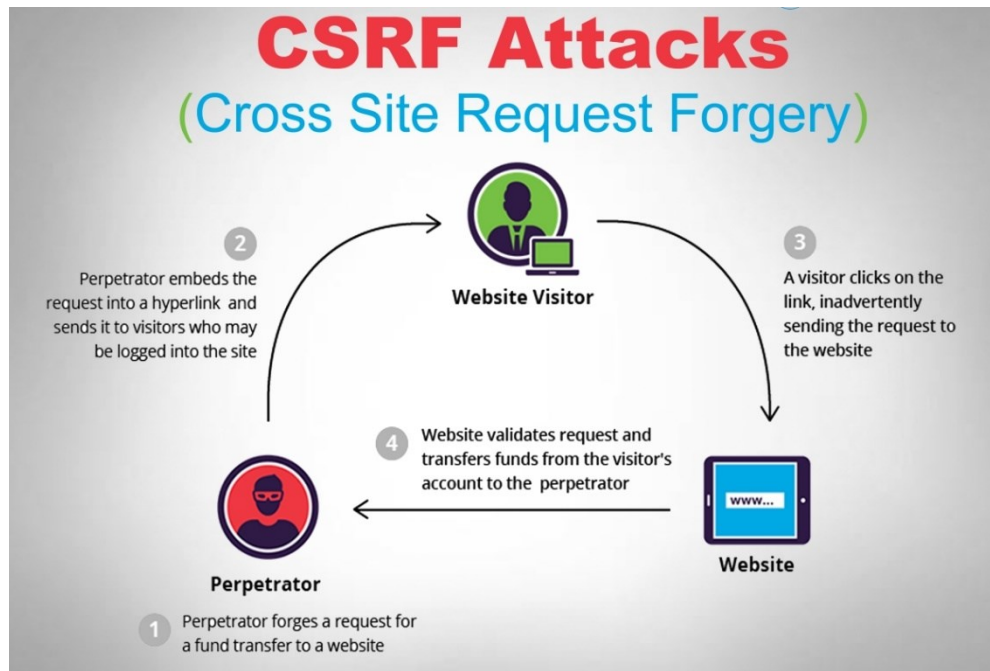 CSRF Attacks
(Cross Site Request Forgery)
2
Perpetrator embeds the
request into a hyperlink and
sends it to visitors who may
be logged into the site
Website Visitor
3
A visitor clicks on the
link, inadvertently
sending the request to
the website
4
Website validates request and
transfers funds from the visitor's
account to the perpetrator
www...
Website
Perpetrator
1
Perpetrator forges a request for
a fund transfer to a website